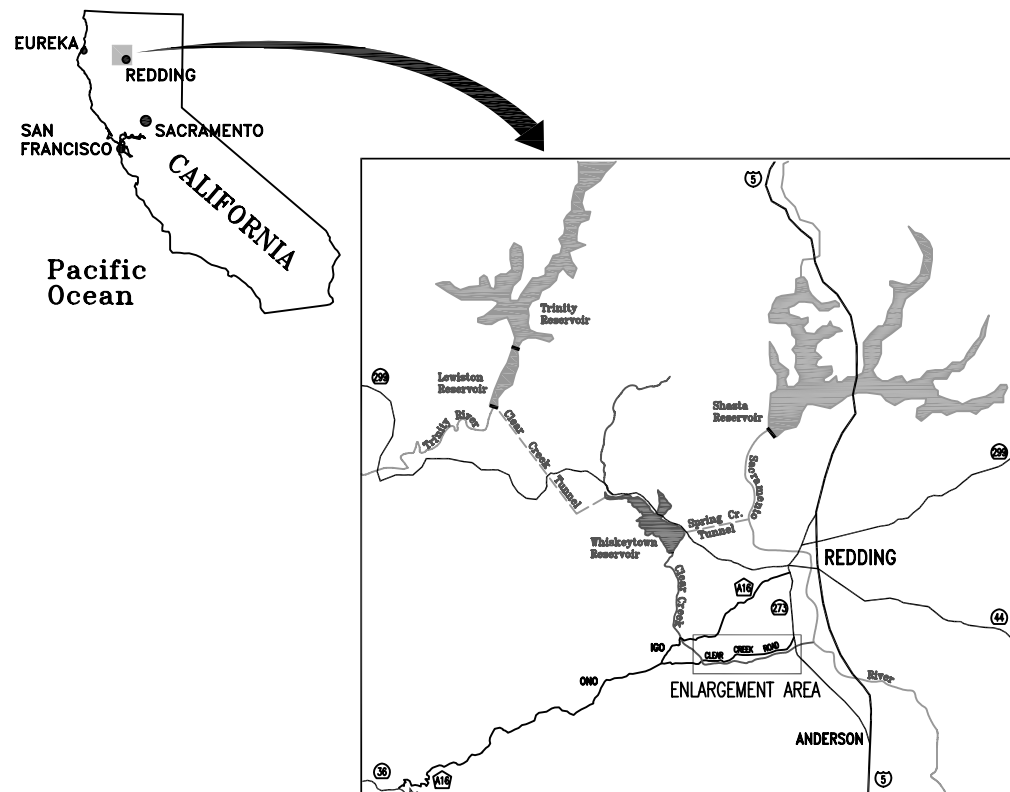 EUREKA
REDDING
SAN
FRANCISCO
SACRAMENTO
CALIFORNIA
Pacific
Ocean
5
Trinity
Reservoir
299
Lewiston
Reservoir
Trinity River
Clear Creek Tunnel
Shasta
Reservoir
Sacramento
299
Spring Cr.
Tunnel
Whiskeytown
Reservoir
REDDING
Clear Creek
A16
273
44
IGO
CLEAR CREEK ROAD
ONO
ENLARGEMENT AREA
River
ANDERSON
36
A16
5